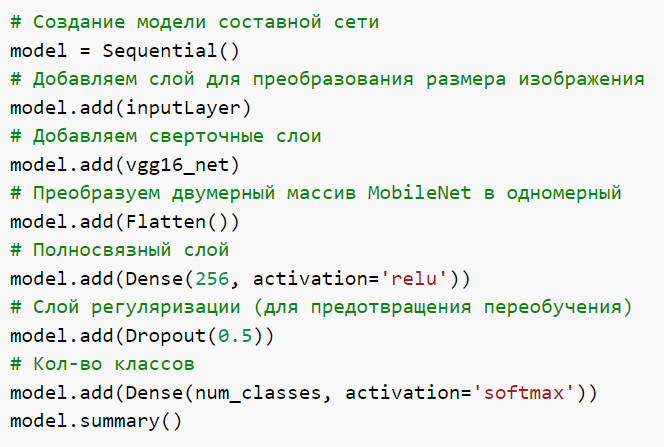 # Создание модели составной сети
model = Sequential()
# Добавляем слой для преобразования размера изображения
model.add(inputLayer)
# Добавляем сверточные слои
model.add(vgg16_net)
# Преобразуем двумерный массив MobileNet в одномерный
model.add(Flatten())
# Полносвязный слой
model.add(Dense(256, activation='relu'))
# Слой регуляризации (для предотвращения переобучения)
model.add(Dropout(0.5))
# Кол-во классов
model.add(Dense(num_classes, activation='softmax'))
model.summary()